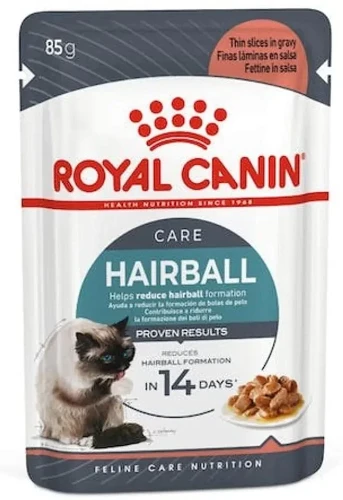 85g
Thin slices in gravy
Finas láminas en salsa
Fettine in salsa
ROYAL CANIN
HEALTH NUTRITION SINCE 1968
CARE
HAIRBALL
Helps reduce hairball formation
Ayuda a reducir la formación de bolas de pelo
Contribuisce a ridurre
la formazione dei boli di pelo
PROVEN RESULTS
REDUCES
HAIRBALL FORMATION
IN 14 DAYS*
FELINE CARE NUTRITION